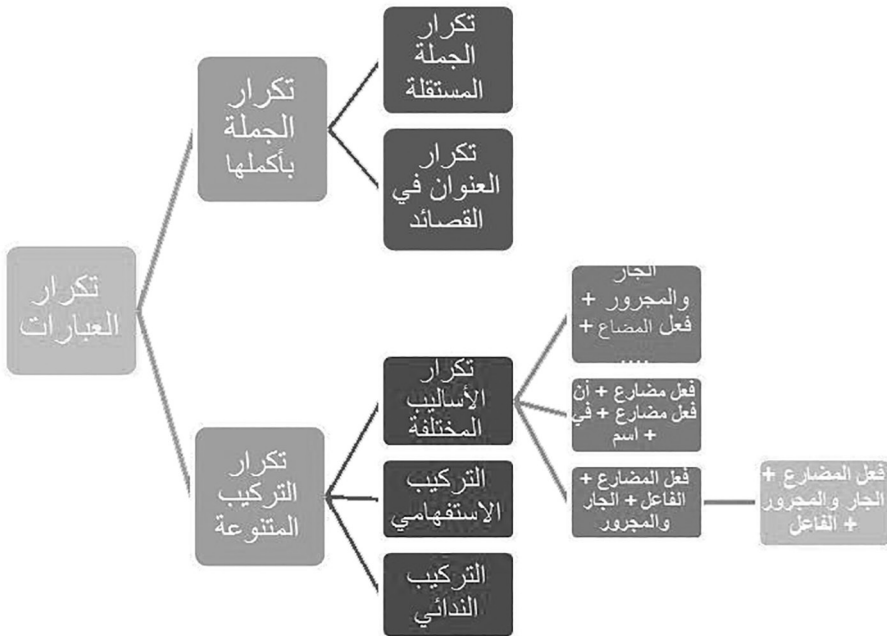 تكرار
العبارات
تكرار
الجملة
بأكملها
تكرار
الجملة
المستقلة
تكرار
العنوان في
القصائد
تكرار
التركيب
المتنوعة
تكرار
الأساليب
المختلفة
الجار
والمجرور +
فعل المضاع +
....
فعل مضارع + أن
فعل مضارع + في
+ اسم
فعل المضارع +
الفاعل + الجار
والمجرور
فعل المضارع +
الجار والمجرور
+ الفاعل
التركيب
الاستفهامي
التركيب
الندائي